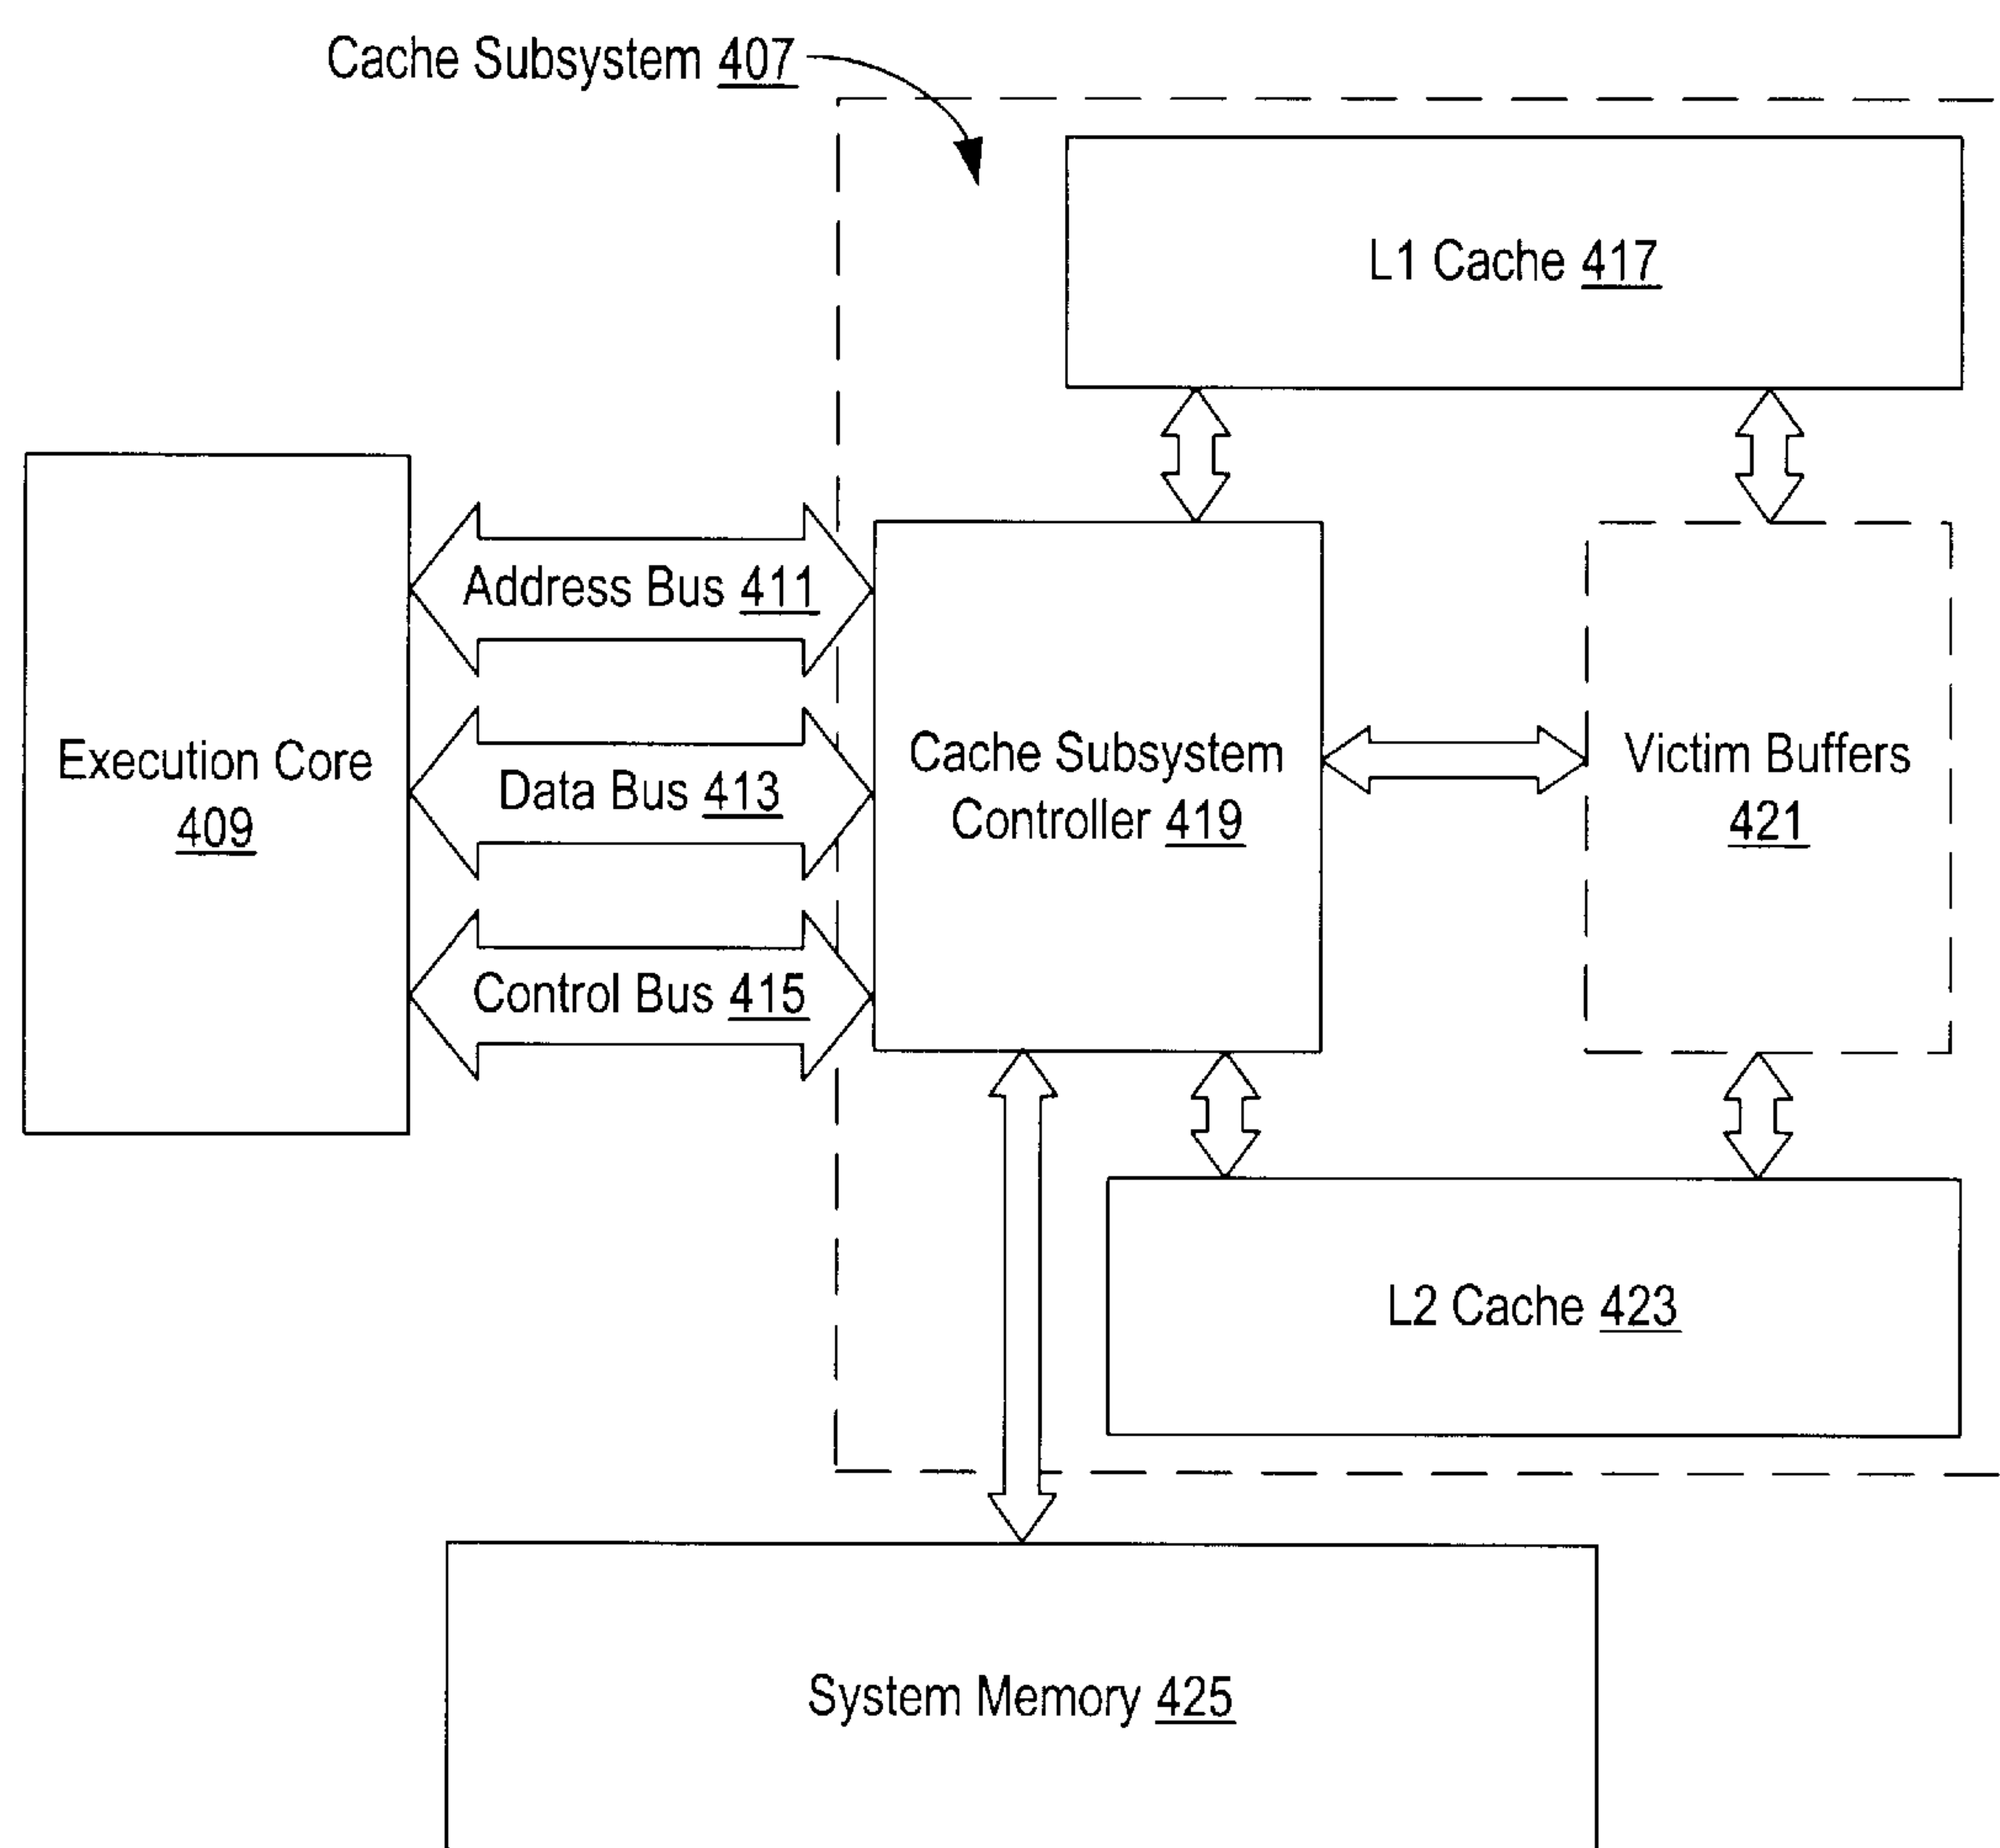 Cache Subsystem 407
L1 Cache 417
Address Bus 411
Execution Core
409
Data Bus 413
Cache Subsystem
Controller 419
Victim Buffers
421
Control Bus 415
L2 Cache 423
System Memory 425